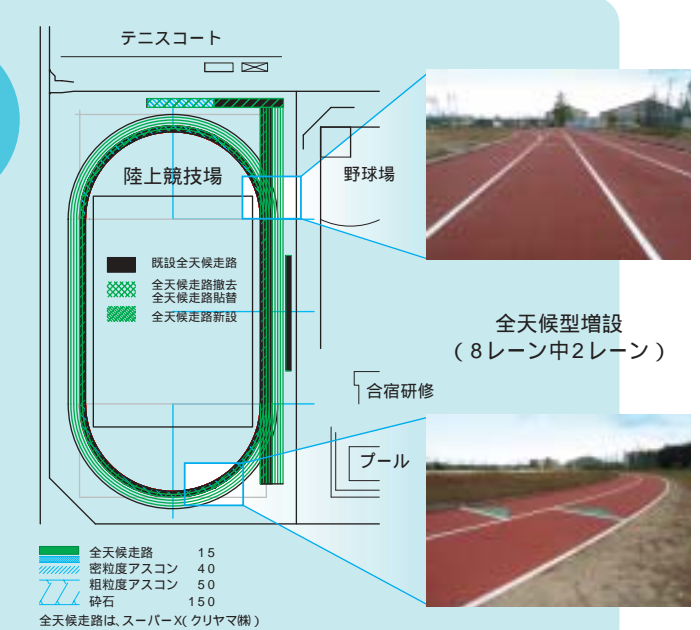 テニスコート
陸上競技場
野球場
既設全天候走路
全天候走路撤去
全天候走路貼替
全天候走路新設
全天候型増設
(8レーン中2レーン)
合宿研修
プール
全天候走路 15
密粒度アスコン 40
粗粒度アスコン 50
砕石 150
全天候走路は、スーパーX(クリヤマ㈱)